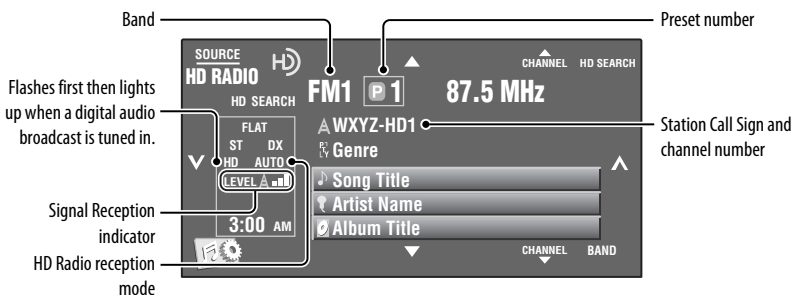 Band
Preset number
SOURCE
HD RADIO
HD
FM1
P 1
87.5 MHz
CHANNEL
HD SEARCH
Flashes first then lights
up when a digital audio
broadcast is tuned in.
HD SEARCH
FLAT
ST DX
HD AUTO
LEVEL
3:00 AM
WXYZ-HD1
PTY Genre
Song Title
Artist Name
Album Title
CHANNEL
BAND
Station Call Sign and
channel number
Signal Reception
indicator
HD Radio reception
mode